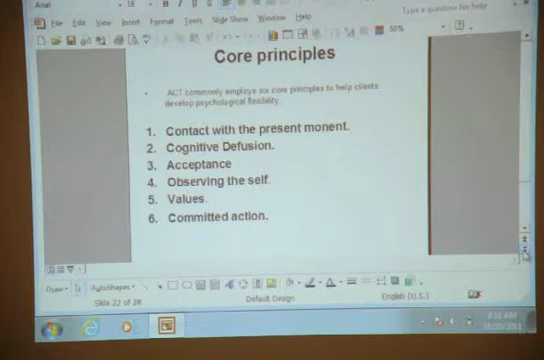 Arial
18
Type a question for help
File Edit View Insert Format Tools Slide Show Window Help
50%
Core principles
ACT commonly employs six core principles to help clients
develop psychological flexibility.
1. Contact with the present monent.
2. Cognitive Defusion.
3. Acceptance
4. Observing the self.
5. Values.
6. Committed action.
Draw AutoShapes
Slide 22 of 28 Default Design English (U.S.)